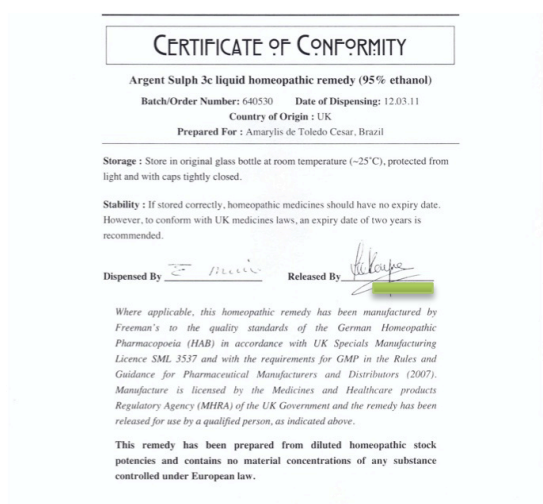 CERTIFICATE OF CONFORMITY
Argent Sulph 3c liquid homeopathic remedy (95% ethanol)
Batch/Order Number: 640530 Date of Dispensing: 12.03.11
Country of Origin : UK
Prepared For : Amarylis de Toledo Cesar, Brazil
Storage : Store in original glass bottle at room temperature (~25°C), protected from
light and with caps tightly closed.
Stability : If stored correctly, homeopathic medicines should have no expiry date.
However, to conform with UK medicines laws, an expiry date of two years is
recommended.
Dispensed By Released By
Where applicable, this homeopathic remedy has been manufactured by
Freeman's to the quality standards of the German Homeopathic
Pharmacopoeia (HAB) in accordance with UK Specials Manufacturing
Licence SML 3537 and with the requirements for GMP in the Rules and
Guidance for Pharmaceutical Manufacturers and Distributors (2007).
Manufacture is licensed by the Medicines and Healthcare products
Regulatory Agency (MHRA) of the UK Government and the remedy has been
released for use by a qualified person, as indicated above.
This remedy has been prepared from diluted homeopathic stock
potencies and contains no material concentrations of any substance
controlled under European law.